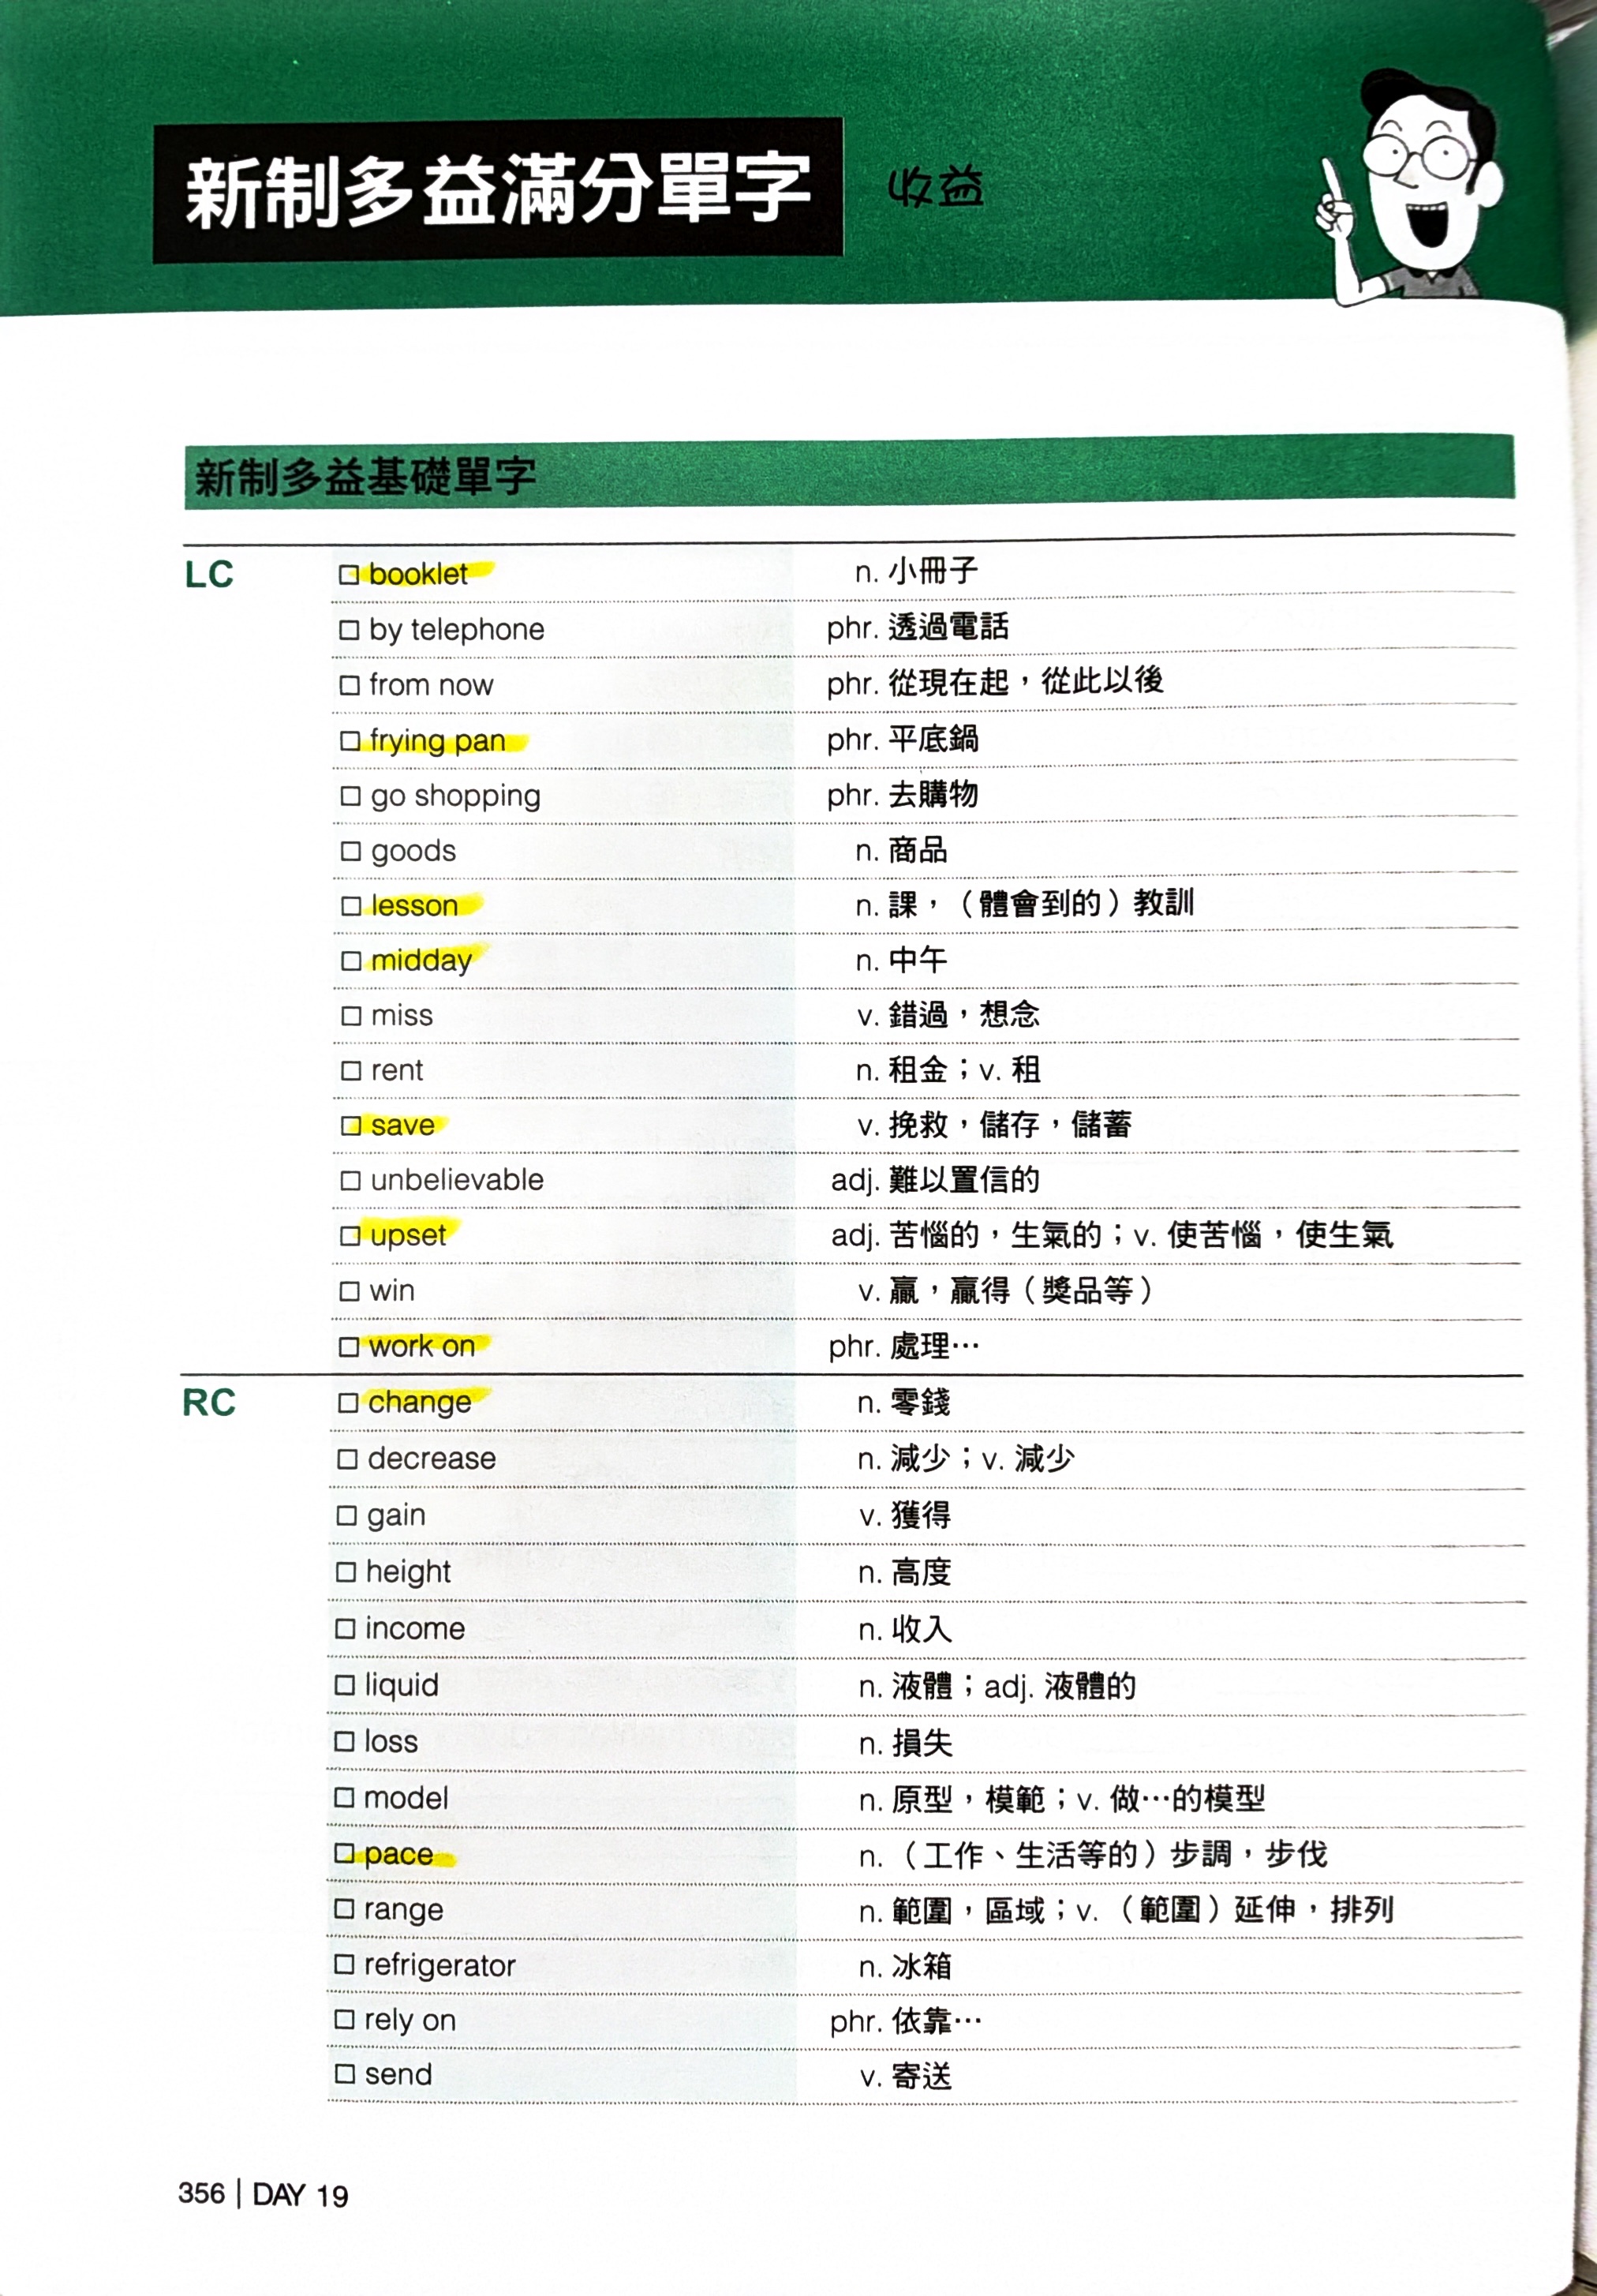 新制多益滿分單字 收益
新制多益基礎單字
LC □ booklet n. 小冊子
□ by telephone phr. 透過電話
□ from now phr. 從現在起，從此以後
□ frying pan phr. 平底鍋
□ go shopping phr. 去購物
□ goods n. 商品
□ lesson n. 課，（體會到的）教訓
□ midday n. 中午
□ miss v. 錯過，想念
□ rent n. 租金；v. 租
□ save v. 挽救，儲存，儲蓄
□ unbelievable adj. 難以置信的
□ upset adj. 苦惱的，生氣的；v. 使苦惱，使生氣
□ win v. 贏，贏得（獎品等）
□ work on phr. 處理…
RC □ change n. 零錢
□ decrease n. 減少；v. 減少
□ gain v. 獲得
□ height n. 高度
□ income n. 收入
□ liquid n. 液體；adj. 液體的
□ loss n. 損失
□ model n. 原型，模範；v. 做…的模型
□ pace n. （工作、生活等的）步調，步伐
□ range n. 範圍，區域；v. （範圍）延伸，排列
□ refrigerator n. 冰箱
□ rely on phr. 依靠…
□ send v. 寄送
356 | DAY 19